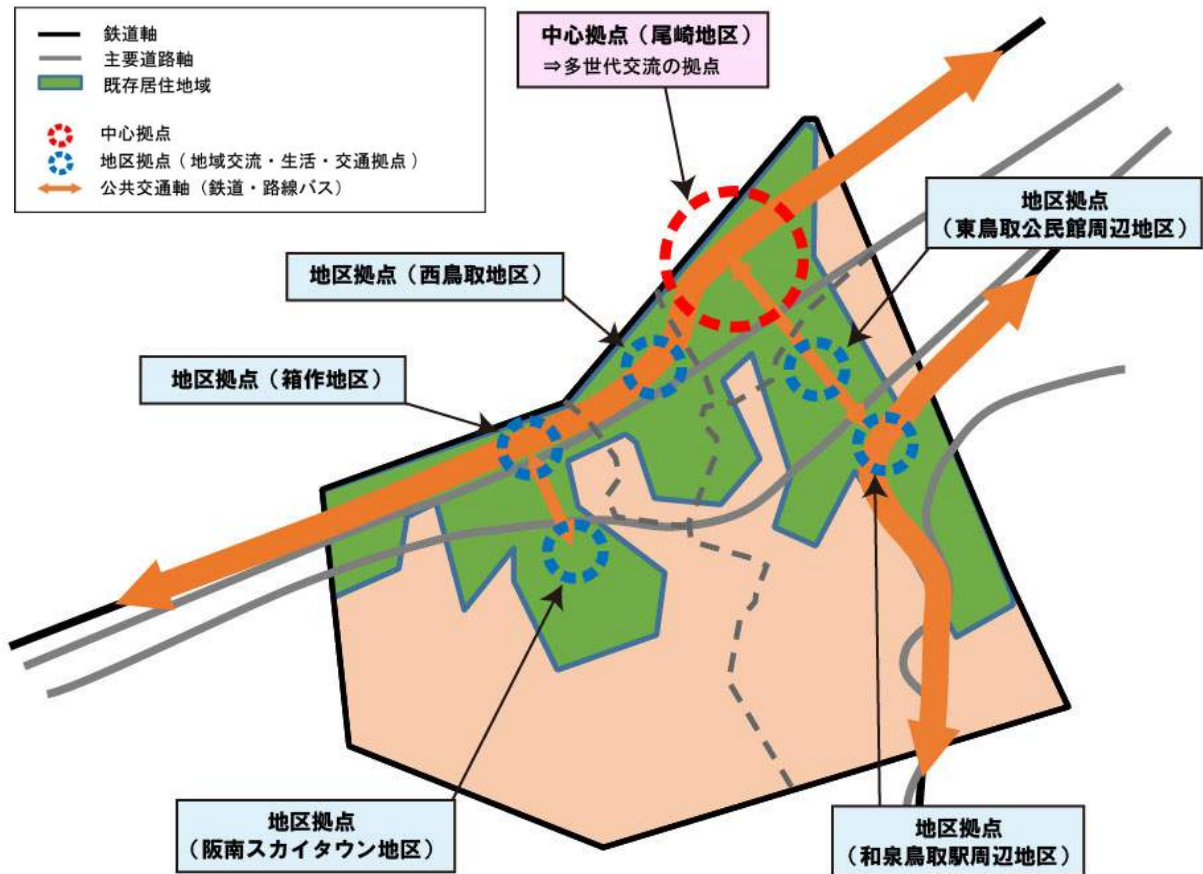 鉄道軸
主要道路軸
既存居住地域
中心拠点
地区拠点（地域交流・生活・交通拠点）
公共交通軸（鉄道・路線バス）
中心拠点（尾崎地区）
⇒多世代交流の拠点
地区拠点
（東鳥取公民館周辺地区）
地区拠点（西鳥取地区）
地区拠点（箱作地区）
地区拠点
（阪南スカイタウン地区）
地区拠点
（和泉鳥取駅周辺地区）